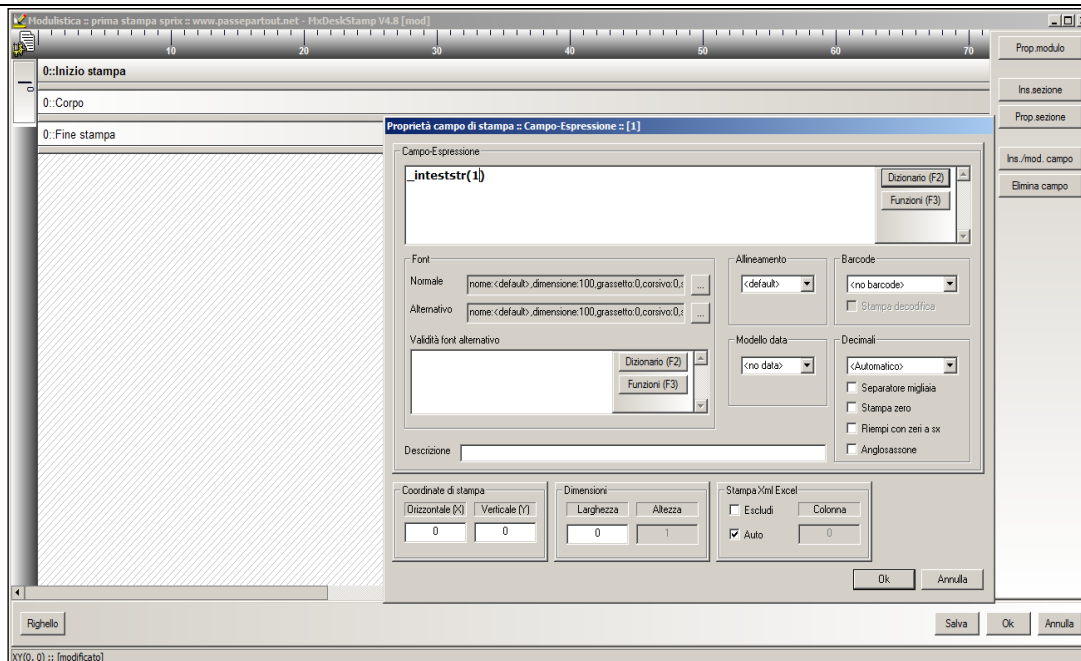 Modulistica :: prima stampa sprix :: www.passepartout.net - MxDeskStamp V4.8 [mod]
10 20 30 40 50 60 70
Prop.modulo
0::Inizio stampa
Ins.sezione
0::Corpo
Prop.sezione
0::Fine stampa
Ins./mod. campo
Elimina campo
Proprietà campo di stampa :: Campo-Espressione :: [1]
Campo-Espressione
_inteststr(1)
Dizionario (F2)
Funzioni (F3)
Font
Allineamento
Barcode
Normale
nome:<default>,dimensione:100,grassetto:0,corsivo:0,s
...
<default>
<no barcode>
Stampa decodifica
Alternativo
nome:<default>,dimensione:100,grassetto:0,corsivo:0,s
...
Validità font alternativo
Modello data
Decimali
Dizionario (F2)
<no data>
<Automatico>
Funzioni (F3)
Separatore migliaia
Stampa zero
Riempi con zeri a sx
Anglosassone
Descrizione
Coordinate di stampa
Dimensioni
Stampa Xml Excel
Orizzontale (X) Verticale (Y)
Larghezza Altezza
Escludi Colonna
0 0
0 1
Auto 0
Ok Annulla
Righello
Salva Ok Annulla
XY(0, 0) :: [modificato]